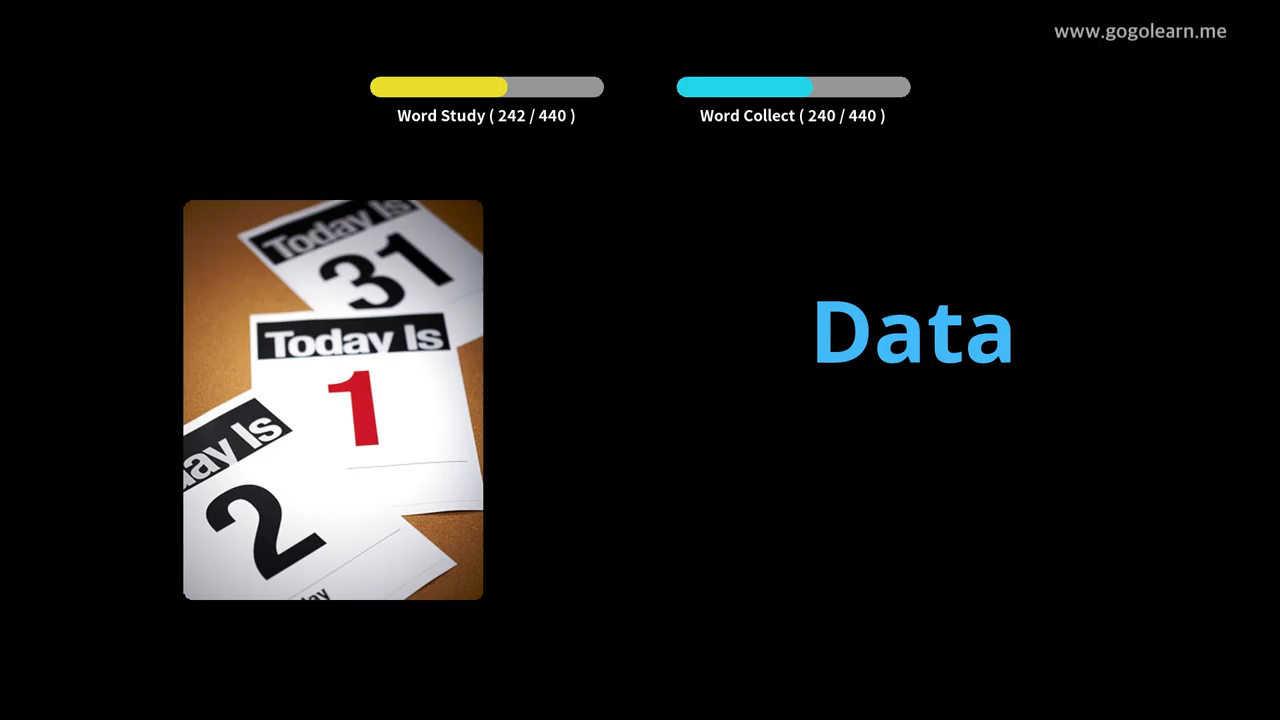 www.gogolearn.me
Word Study ( 242 / 440 )
Word Collect ( 240 / 440 )
Today Is
31
Today Is
1
ay Is
2
ay
Data